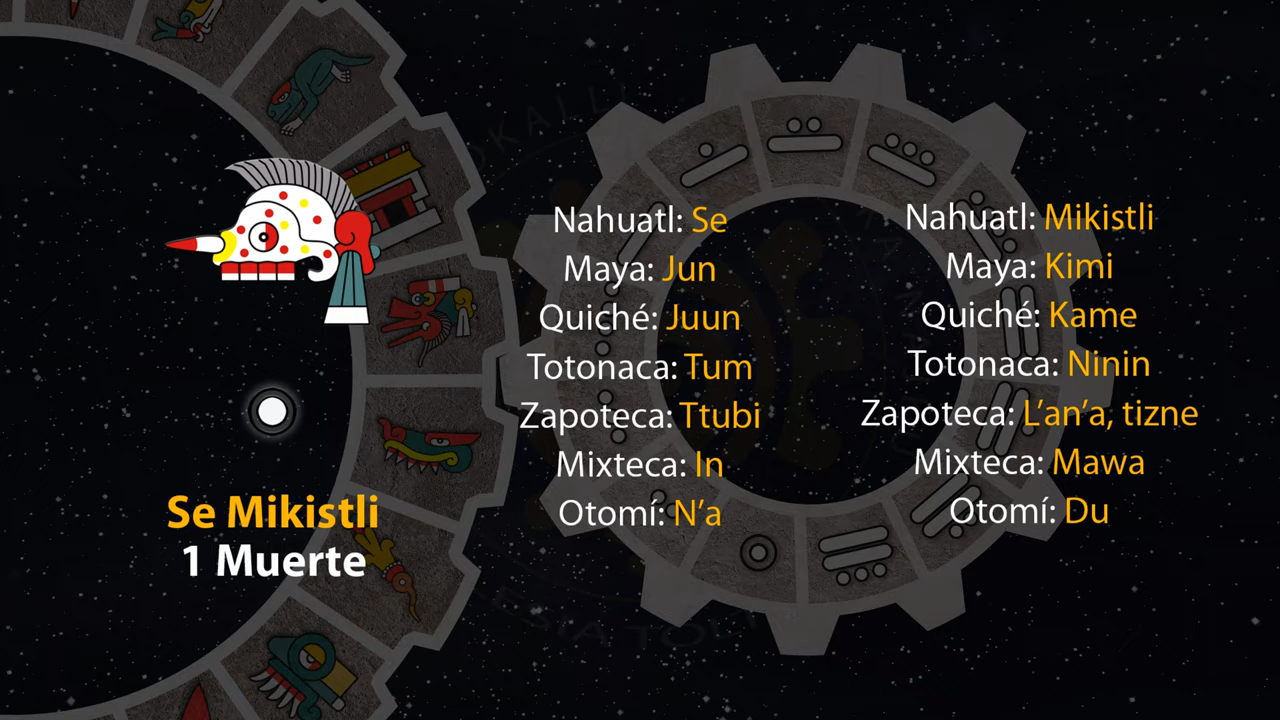 Nahuatl: Se
Maya: Jun
Quiché: Juun
Totonaca: Tum
Zapoteca: Ttubi
Mixteca: In
Otomí: N’a
Nahuatl: Mikistli
Maya: Kimi
Quiché: Kame
Totonaca: Ninin
Zapoteca: L’an’a, tizne
Mixteca: Mawa
Otomí: Du
Se Mikistli
1 Muerte